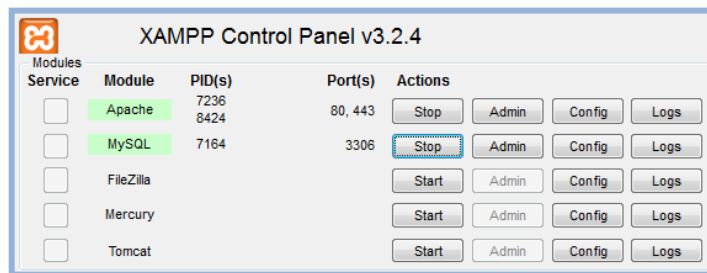 XAMPP Control Panel v3.2.4
Modules
Service Module PID(s) Port(s) Actions
Apache 7236 8424 80, 443 Stop Admin Config Logs
MySQL 7164 3306 Stop Admin Config Logs
FileZilla Start Admin Config Logs
Mercury Start Admin Config Logs
Tomcat Start Admin Config Logs